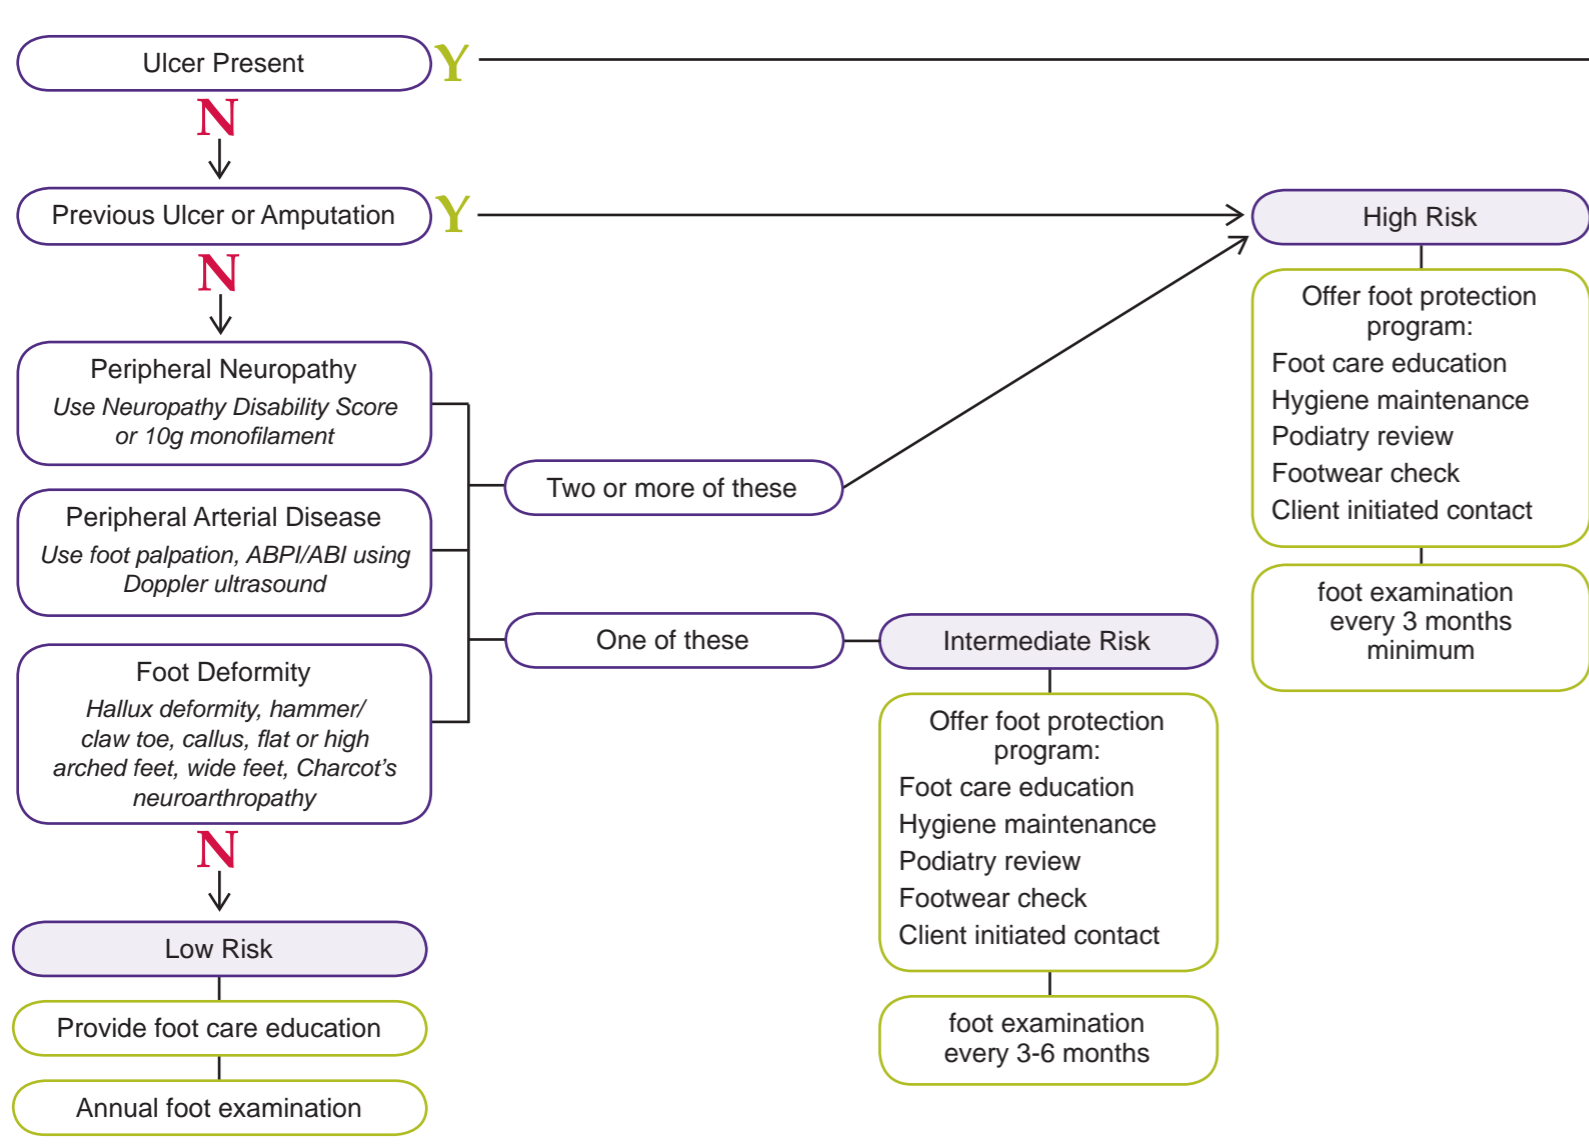 Ulcer Present
Y
N
Previous Ulcer or Amputation
Y
N
High Risk
Offer foot protection
program:
Foot care education
Hygiene maintenance
Podiatry review
Footwear check
Client initiated contact
foot examination
every 3 months
minimum
Peripheral Neuropathy
Use Neuropathy Disability Score
or 10g monofilament
Peripheral Arterial Disease
Use foot palpation, ABPI/ABI using
Doppler ultrasound
Foot Deformity
Hallux deformity, hammer/
claw toe, callus, flat or high
arched feet, wide feet, Charcot's
neuroarthropathy
Two or more of these
One of these
Intermediate Risk
Offer foot protection
program:
Foot care education
Hygiene maintenance
Podiatry review
Footwear check
Client initiated contact
foot examination
every 3-6 months
N
Low Risk
Provide foot care education
Annual foot examination